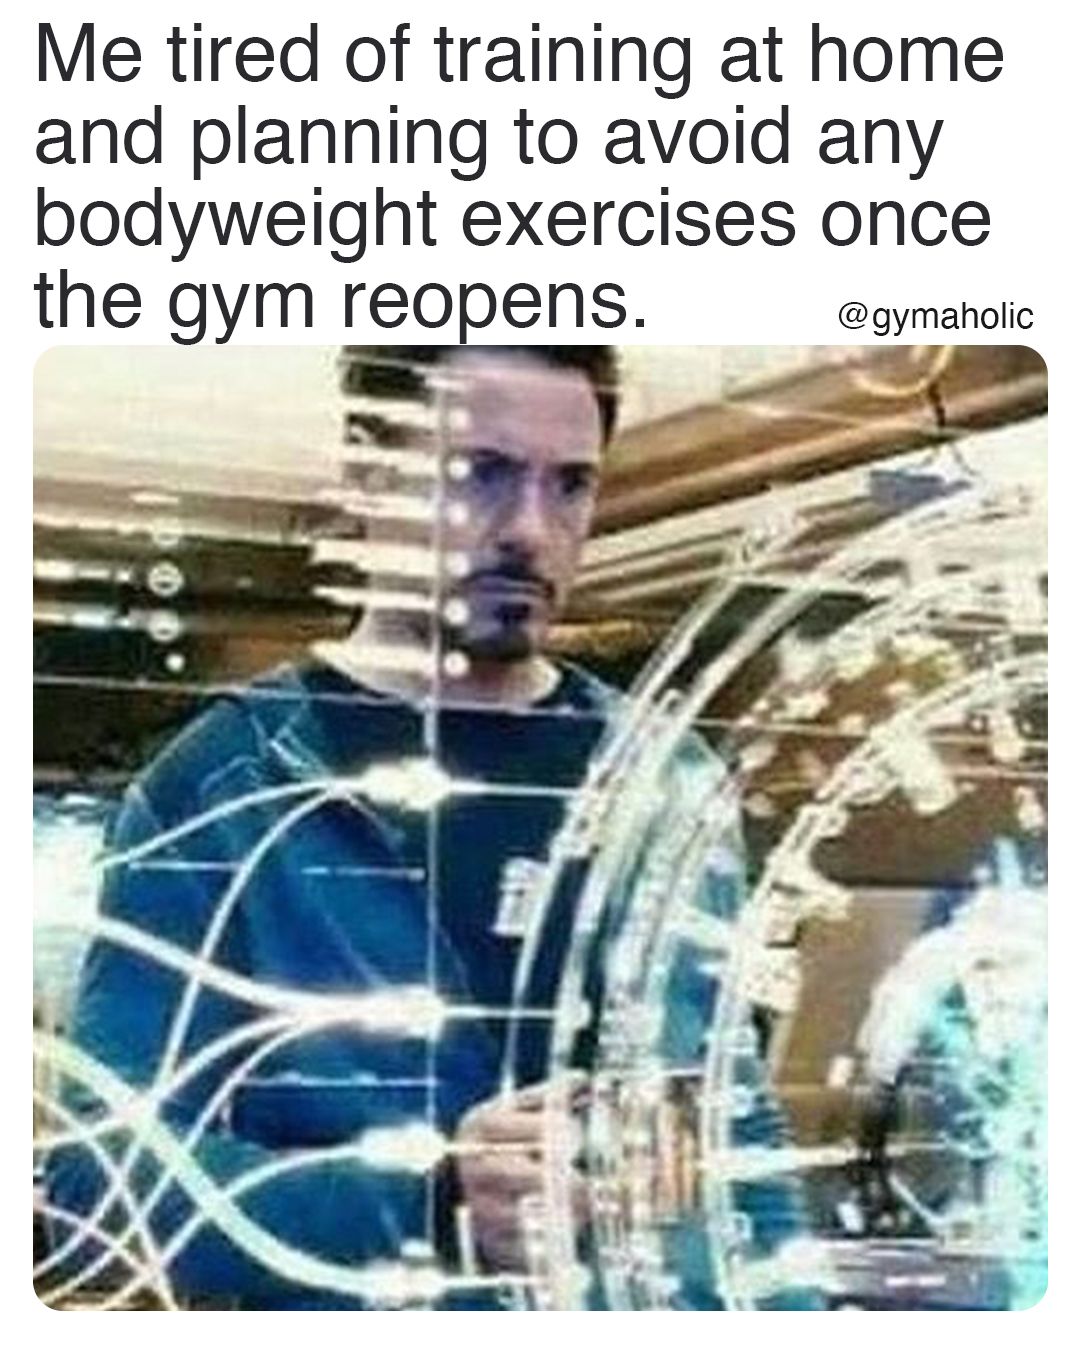 Me tired of training at home
and planning to avoid any
bodyweight exercises once
the gym reopens.
@gymaholic